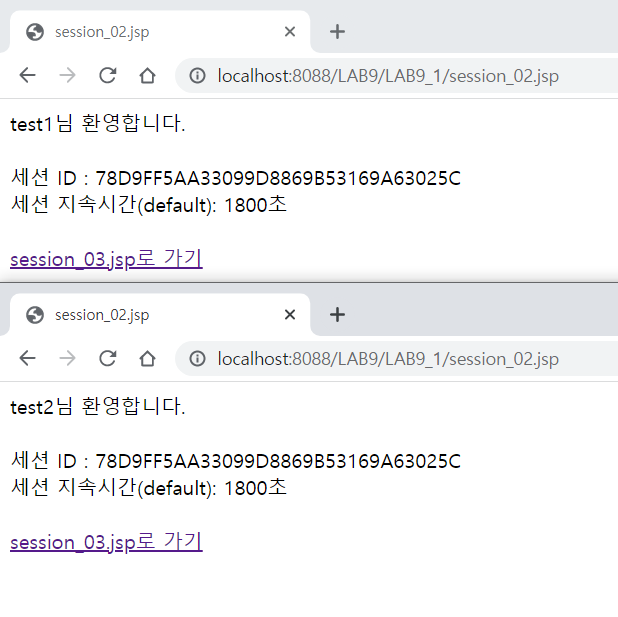 session_02.jsp
localhost:8088/LAB9/LAB9_1/session_02.jsp
test1님 환영합니다.
세션 ID : 78D9FF5AA33099D8869B53169A63025C
세션 지속시간(default): 1800초
session_03.jsp로 가기
session_02.jsp
localhost:8088/LAB9/LAB9_1/session_02.jsp
test2님 환영합니다.
세션 ID : 78D9FF5AA33099D8869B53169A63025C
세션 지속시간(default): 1800초
session_03.jsp로 가기